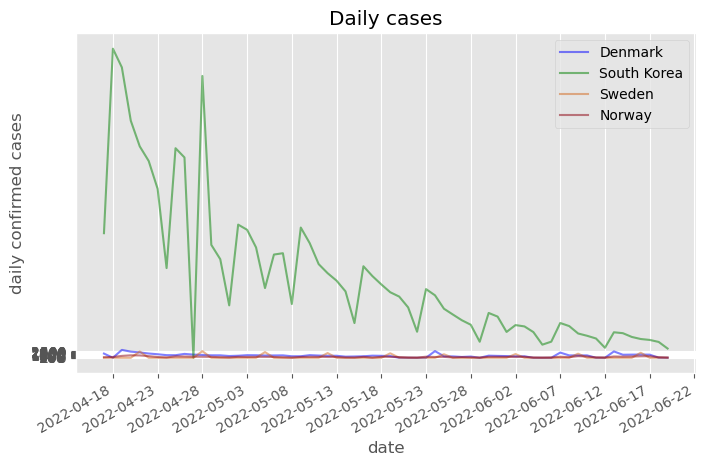 Daily cases
Denmark
South Korea
Sweden
Norway
daily confirmed cases
2022-04-18
2022-04-23
2022-04-28
2022-05-03
2022-05-08
2022-05-13
2022-05-18
2022-05-23
2022-05-28
2022-06-02
2022-06-07
2022-06-12
2022-06-17
2022-06-22
date